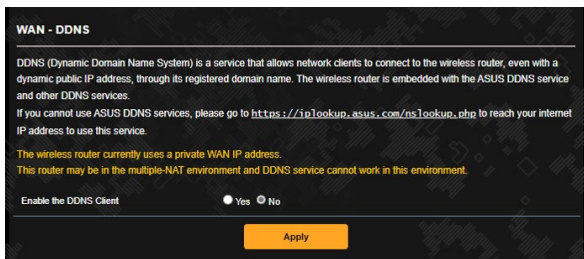 WAN - DDNS
DDNS (Dynamic Domain Name System) is a service that allows network clients to connect to the wireless router, even with a
dynamic public IP address, through its registered domain name. The wireless router is embedded with the ASUS DDNS service
and other DDNS services.
If you cannot use ASUS DDNS services, please go to https://iplookup.asus.com/nslookup.php to reach your internet
IP address to use this service.
The wireless router currently uses a private WAN IP address.
This router may be in the multiple-NAT environment and DDNS service cannot work in this environment.
Enable the DDNS Client Yes No
Apply